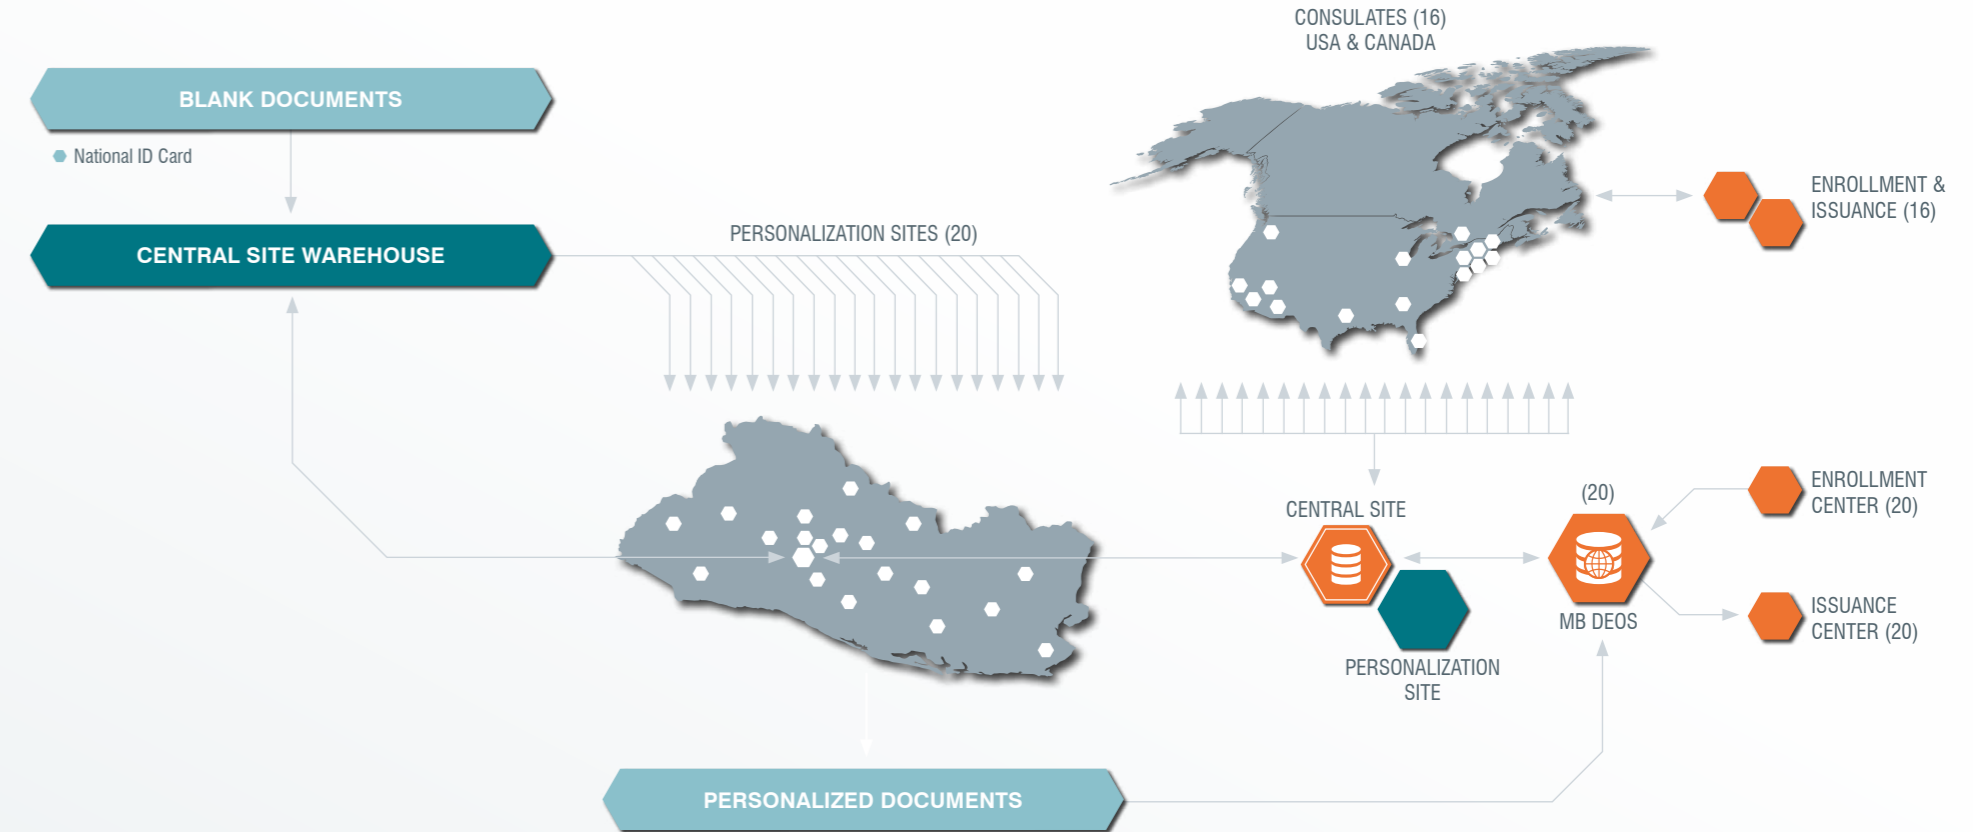 CONSULATES (16)
USA & CANADA
BLANK DOCUMENTS
National ID Card
ENROLLMENT &
ISSUANCE (16)
CENTRAL SITE WAREHOUSE
PERSONALIZATION SITES (20)
CENTRAL SITE
(20)
ENROLLMENT
CENTER (20)
MB DEOS
ISSUANCE
CENTER (20)
PERSONALIZATION
SITE
PERSONALIZED DOCUMENTS